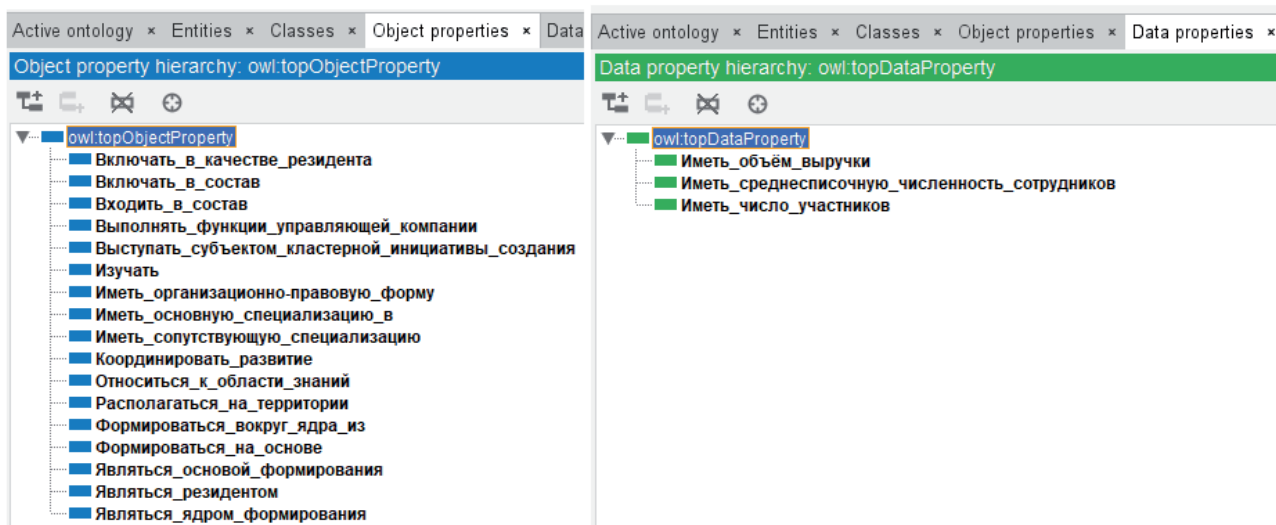 Active ontology × Entities × Classes × Object properties × Data
Object property hierarchy: owl:topObjectProperty
owl:topObjectProperty
Включать_в_качестве_резидента
Включать_в_состав
Входить_в_состав
Выполнять_функции_управляющей_компании
Выступать_субъектом_кластерной_инициативы_создания
Изучать
Иметь_организационно-правовую_форму
Иметь_основную_специализацию_в
Иметь_сопутствующую_специализацию
Координировать_развитие
Относиться_к_области_знаний
Располагаться_на_территории
Формироваться_вокруг_ядра_из
Формироваться_на_основе
Являться_основой_формирования
Являться_резидентом
Являться_ядром_формирования
Active ontology × Entities × Classes × Object properties × Data properties ×
Data property hierarchy: owl:topDataProperty
owl:topDataProperty
Иметь_объём_выручки
Иметь_среднесписочную_численность_сотрудников
Иметь_число_участников